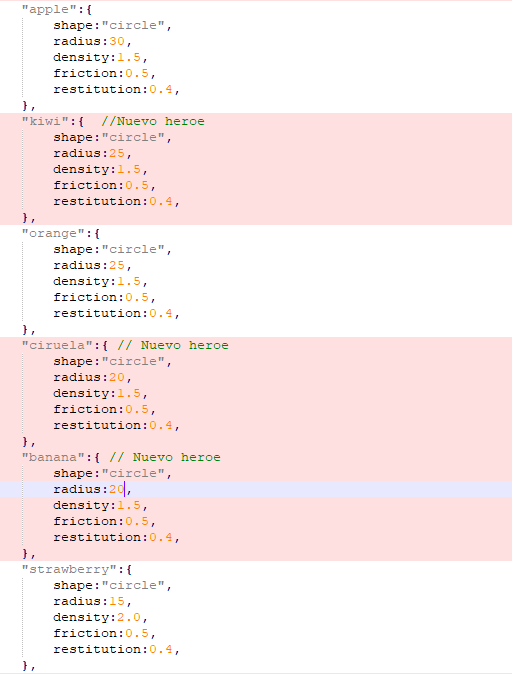 "apple":{
shape:"circle",
radius:30,
density:1.5,
friction:0.5,
restitution:0.4,
},
"kiwi":{  //Nuevo heroe
shape:"circle",
radius:25,
density:1.5,
friction:0.5,
restitution:0.4,
},
"orange":{
shape:"circle",
radius:25,
density:1.5,
friction:0.5,
restitution:0.4,
},
"ciruela":{ // Nuevo heroe
shape:"circle",
radius:20,
density:1.5,
friction:0.5,
restitution:0.4,
},
"banana":{ // Nuevo heroe
shape:"circle",
radius:20,
density:1.5,
friction:0.5,
restitution:0.4,
},
"strawberry":{
shape:"circle",
radius:15,
density:2.0,
friction:0.5,
restitution:0.4,
},